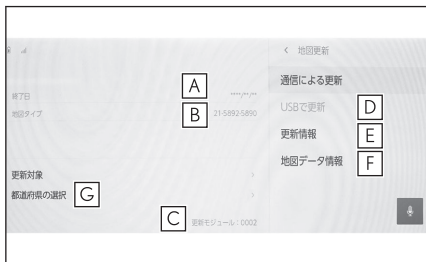 < 地図更新
通信による更新
USBで更新
D
更新情報
E
地図データ情報
F
A
終了日
****/**/**
B
地図タイプ
21-5892-5890
更新対象 >
都道府県の選択 >
G
C
更新モジュール：0002